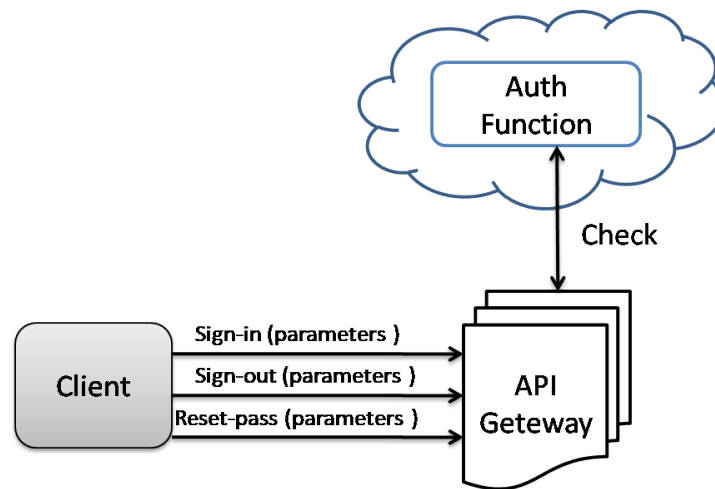 Auth
Function
Check
Sign-in (parameters )
Sign-out (parameters )
Reset-pass (parameters )
Client
API
Geteway